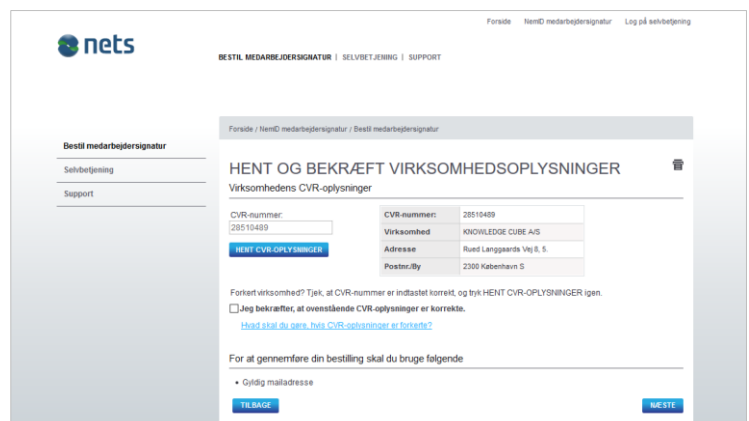 Forside NemID medarbejdersignatur Log på selvbetjening
nets
BESTIL MEDARBEJDERSIGNATUR | SELVBETJENING | SUPPORT
Forside / NemID medarbejdersignatur / Bestil medarbejdersignatur
Bestil medarbejdersignatur
Selvbetjening
Support
HENT OG BEKRÆFT VIRKSOMHEDSOPLYSNINGER
Virksomhedens CVR-oplysninger
CVR-nummer:
28510489
HENT CVR-OPLYSNINGER
CVR-nummer: 28510489
Virksomhed KNOWLEDGE CUBE A/S
Adresse Rued Langgaards Vej 8, 5.
Postnr./By 2300 København S
Forkert virksomhed? Tjek, at CVR-nummer er indtastet korrekt, og tryk HENT CVR-OPLYSNINGER igen.
Jeg bekræfter, at ovenstående CVR-oplysninger er korrekte.
Hvad skal du gøre, hvis CVR-oplysninger er forkerte?
For at gennemføre din bestilling skal du bruge følgende
• Gyldig mailadresse
TILBAGE NÆSTE